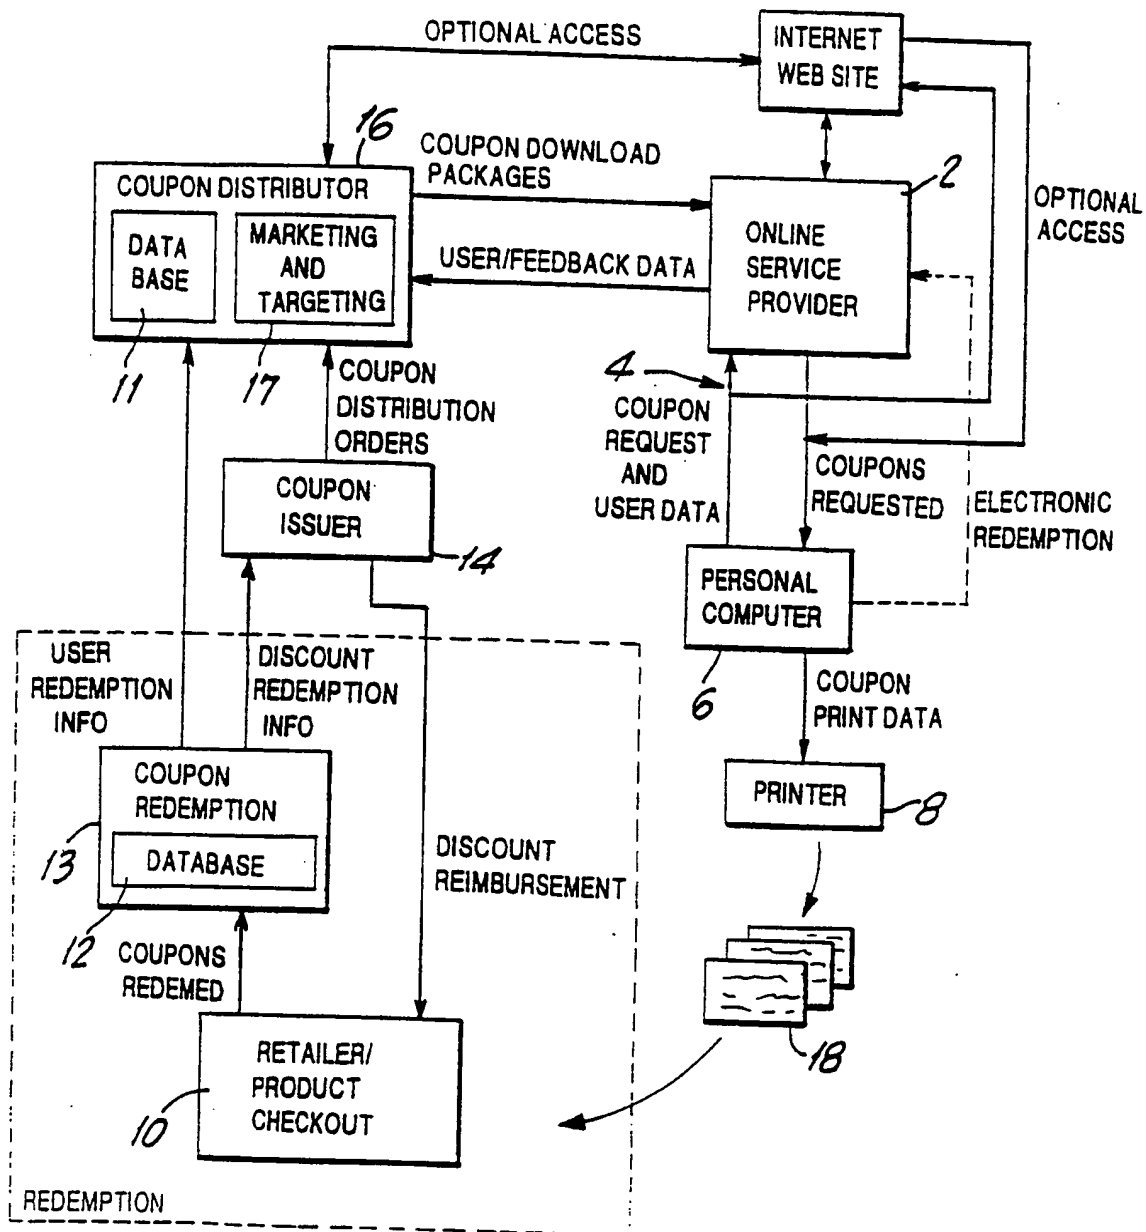 OPTIONAL ACCESS
INTERNET
WEB SITE
16
COUPON DOWNLOAD
PACKAGES
2
OPTIONAL
ACCESS
COUPON DISTRIBUTOR
DATA
BASE
MARKETING
AND
TARGETING
ONLINE
SERVICE
PROVIDER
USER/FEEDBACK DATA
11
17
COUPON
DISTRIBUTION
ORDERS
4
COUPON
REQUEST
AND
USER DATA
COUPONS
REQUESTED
ELECTRONIC
REDEMPTION
COUPON
ISSUER
14
PERSONAL
COMPUTER
6
USER
REDEMPTION
INFO
DISCOUNT
REDEMPTION
INFO
COUPON
PRINT DATA
COUPON
REDEMPTION
DATABASE
13
12
PRINTER
8
DISCOUNT
REIMBURSEMENT
COUPONS
REDEMED
18
RETAILER/
PRODUCT
CHECKOUT
10
REDEMPTION